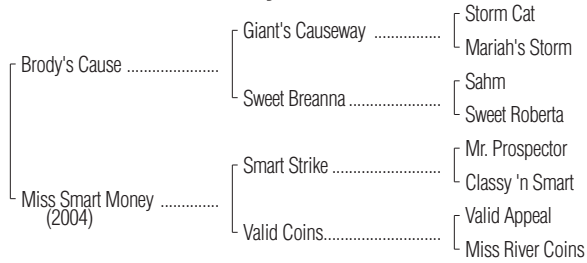 Storm Cat
Giant's Causeway ................
Mariah's Storm
Brody's Cause .....................
Sahm
Sweet Breanna .....................
Sweet Roberta
Mr. Prospector
Smart Strike .........................
Classy 'n Smart
Miss Smart Money .............
(2004)
Valid Appeal
Valid Coins...........................
Miss River Coins